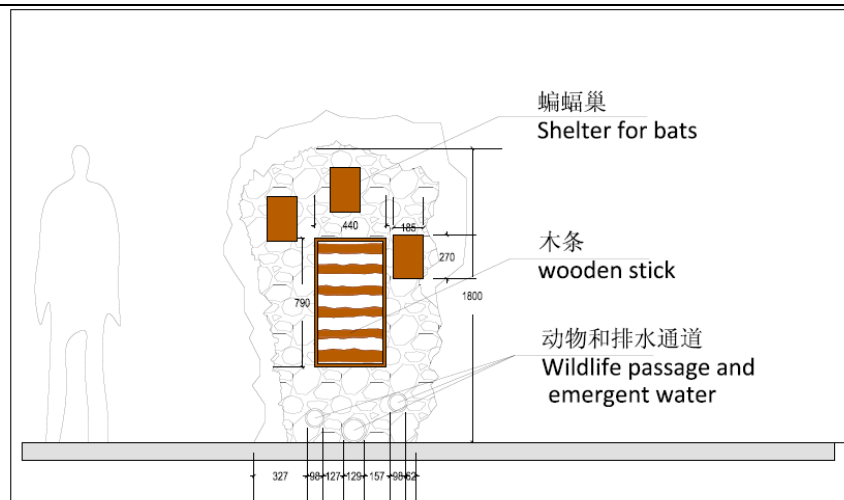 蝙蝠巢
Shelter for bats
440
185
木条
wooden stick
270
790
1800
动物和排水通道
Wildlife passage and
emergent water
327
98
127
129
157
98
62